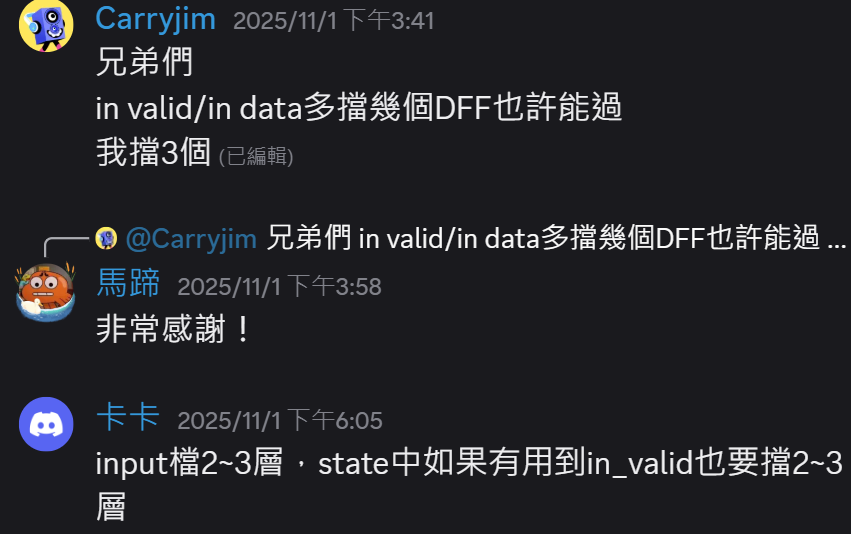 Carryjim 2025/11/1 下午3:41
兄弟們
in valid/in data多擋幾個DFF也許能過
我擋3個 (已編輯)
@Carryjim 兄弟們 in valid/in data多擋幾個DFF也許能過 ...
馬蹄 2025/11/1 下午3:58
非常感謝！
卡卡 2025/11/1 下午6:05
input檔2~3層，state中如果有用到in_valid也要擋2~3
層